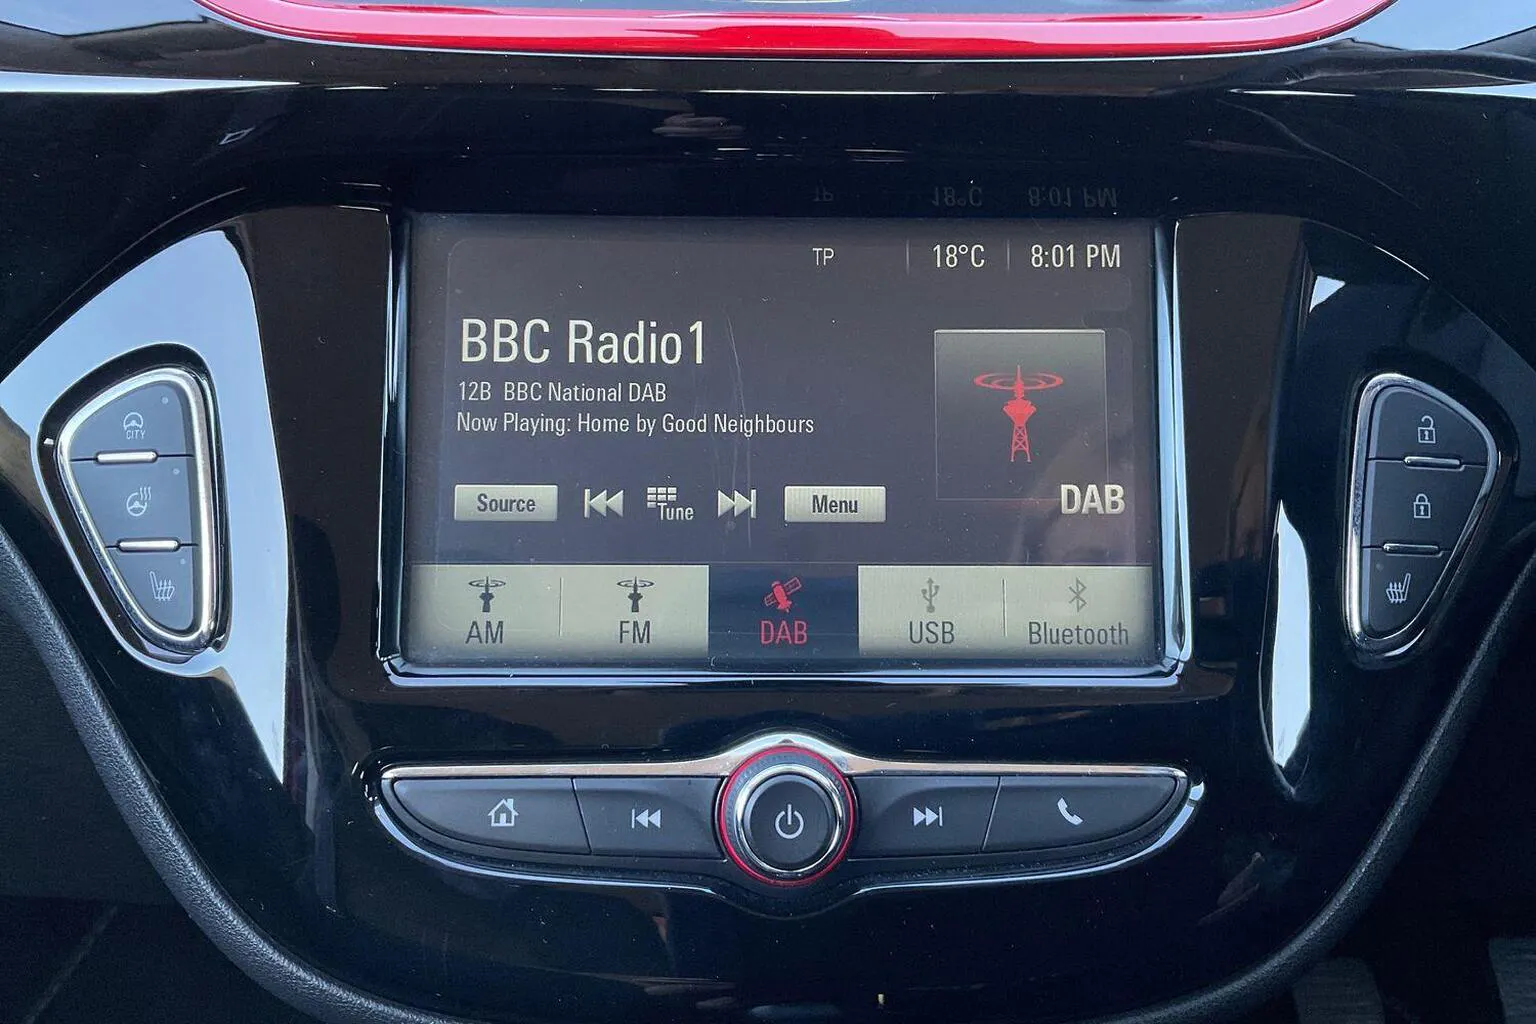 TP 18°C 8:01 PM
BBC Radio1
12B BBC National DAB
Now Playing: Home by Good Neighbours
DAB
Source Tune Menu
AM FM DAB USB Bluetooth
CITY